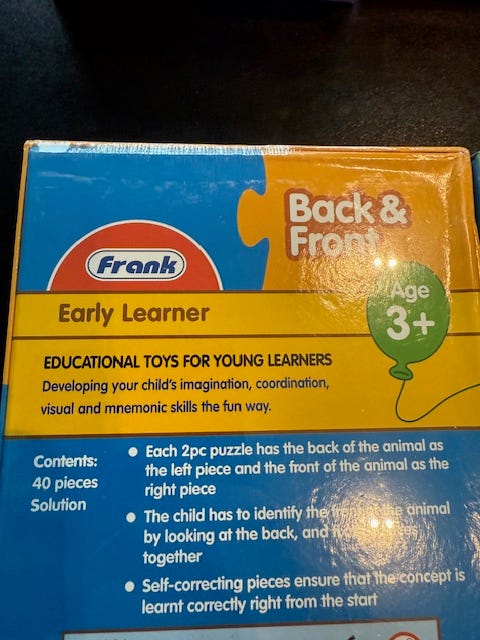 Back &
Front
Frank
Age
3+
Early Learner
EDUCATIONAL TOYS FOR YOUNG LEARNERS
Developing your child's imagination, coordination,
visual and mnemonic skills the fun way.
Contents:
40 pieces
Solution
• Each 2pc puzzle has the back of the animal as
the left piece and the front of the animal as the
right piece
• The child has to identify the front of the animal
by looking at the back, and
together
• Self-correcting pieces ensure that the concept is
learnt correctly right from the start